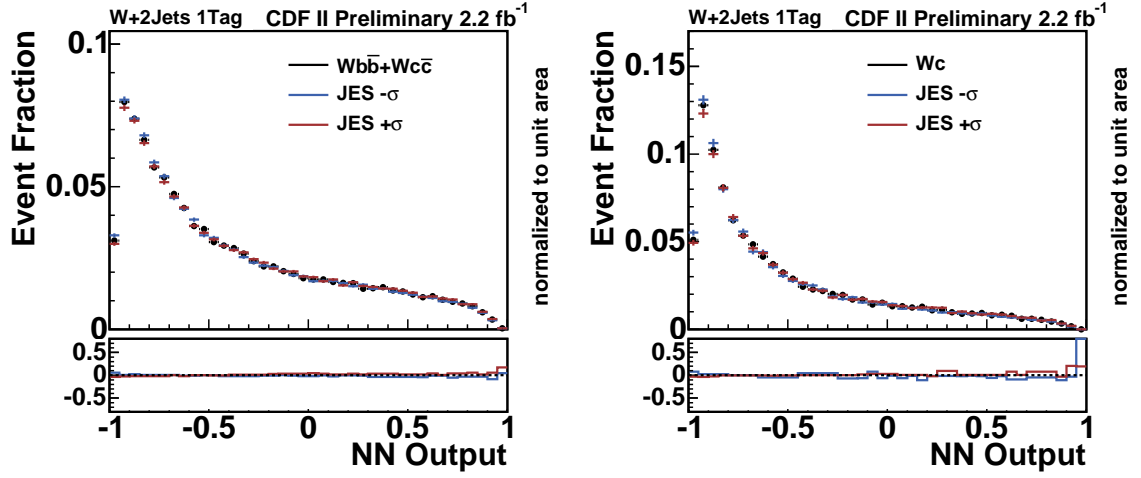 W+2Jets 1Tag CDF II Preliminary 2.2 fb⁻¹
Event Fraction
normalized to unit area
Wbb̅+Wcc̅
JES -σ
JES +σ
0.1
0.05
0
0.5
0
-0.5
-1 -0.5 0 0.5 1
NN Output
W+2Jets 1Tag CDF II Preliminary 2.2 fb⁻¹
Event Fraction
normalized to unit area
Wc
JES -σ
JES +σ
0.15
0.1
0.05
0
0.5
0
-0.5
-1 -0.5 0 0.5 1
NN Output